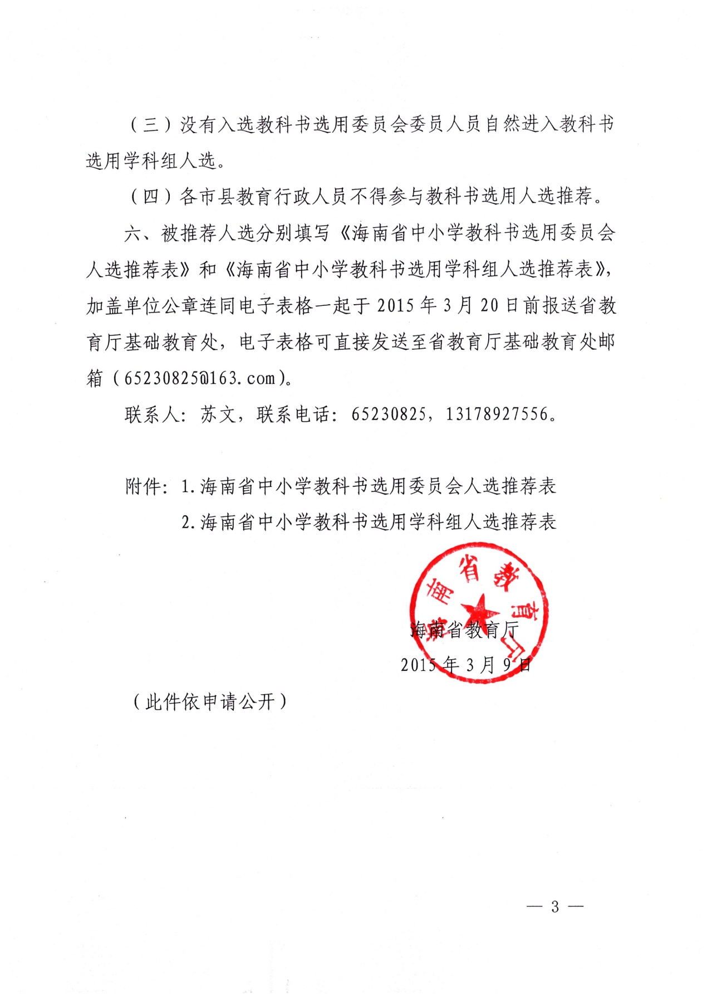 （三）没有入选教科书选用委员会委员人员自然进入教科书
选用学科组人选。
（四）各市县教育行政人员不得参与教科书选用人选推荐。
六、被推荐人选分别填写《海南省中小学教科书选用委员会
人选推荐表》和《海南省中小学教科书选用学科组人选推荐表》，
加盖单位公章连同电子表格一起于 2015 年 3 月 20 日前报送省教
育厅基础教育处，电子表格可直接发送至省教育厅基础教育处邮
箱（65230825@163.com）。
联系人：苏文，联系电话：65230825，13178927556。
附件：1.海南省中小学教科书选用委员会人选推荐表
2.海南省中小学教科书选用学科组人选推荐表
海南省教育厅
海南省教育厅
2015 年 3 月 9 日
（此件依申请公开）
— 3 —